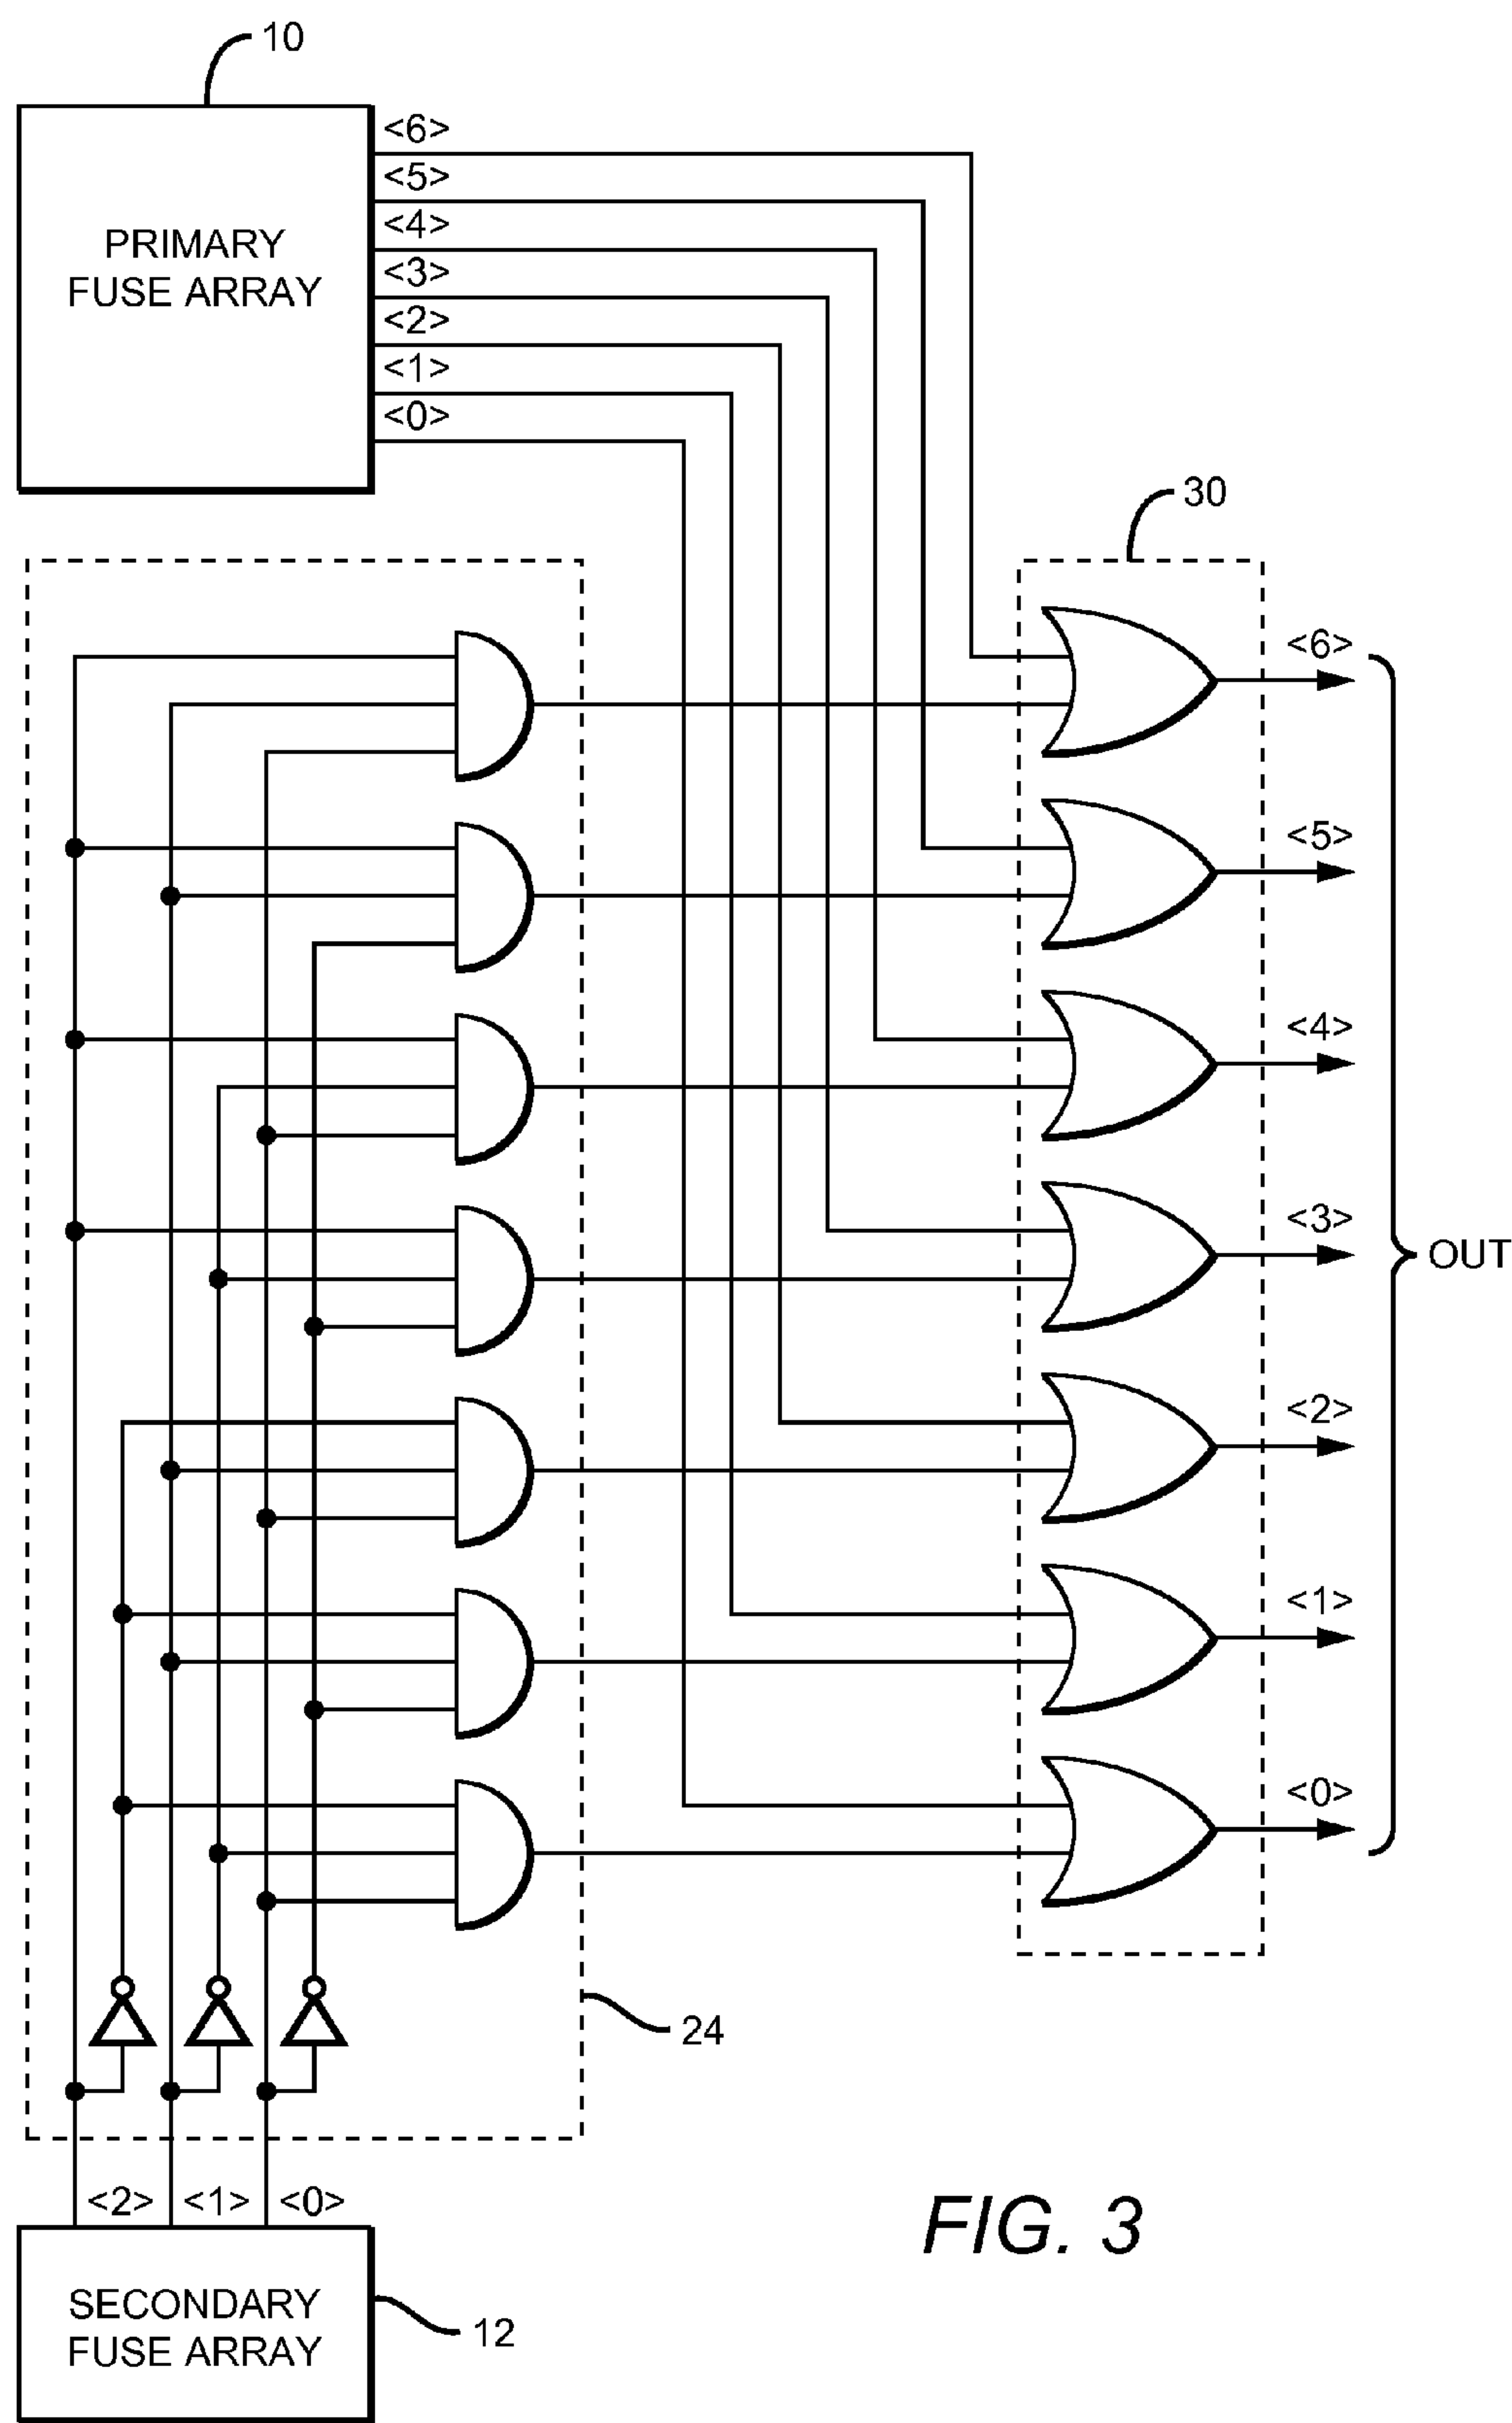 10
PRIMARY
FUSE ARRAY
<6>
<5>
<4>
<3>
<2>
<1>
<0>
30
<6>
<5>
<4>
<3>
<2>
<1>
<0>
OUT
24
<2> <1> <0>
SECONDARY
FUSE ARRAY
12
FIG. 3